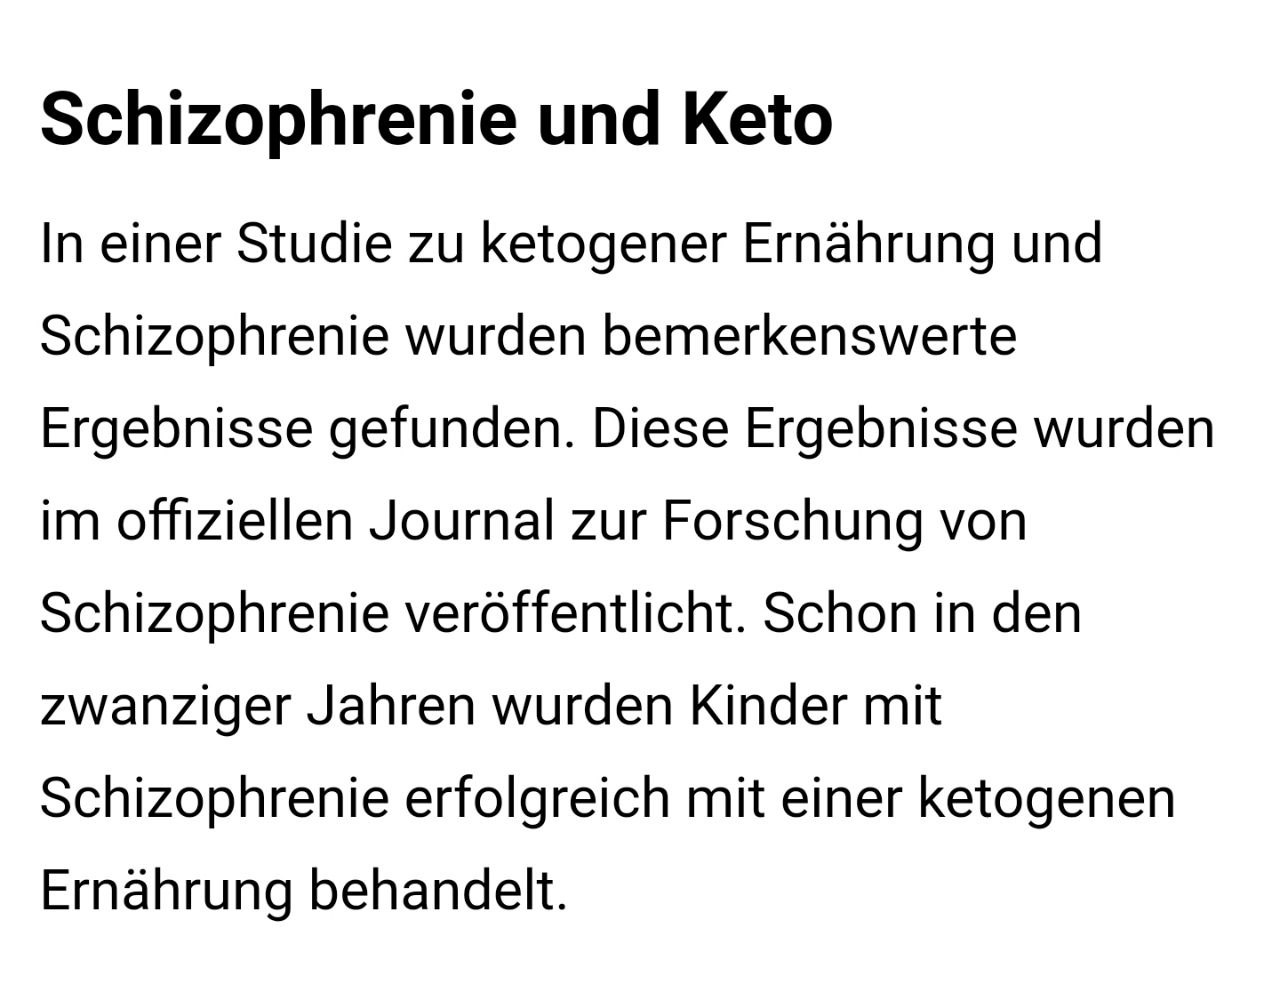 Schizophrenie und Keto
In einer Studie zu ketogener Ernährung und
Schizophrenie wurden bemerkenswerte
Ergebnisse gefunden. Diese Ergebnisse wurden
im offiziellen Journal zur Forschung von
Schizophrenie veröffentlicht. Schon in den
zwanziger Jahren wurden Kinder mit
Schizophrenie erfolgreich mit einer ketogenen
Ernährung behandelt.